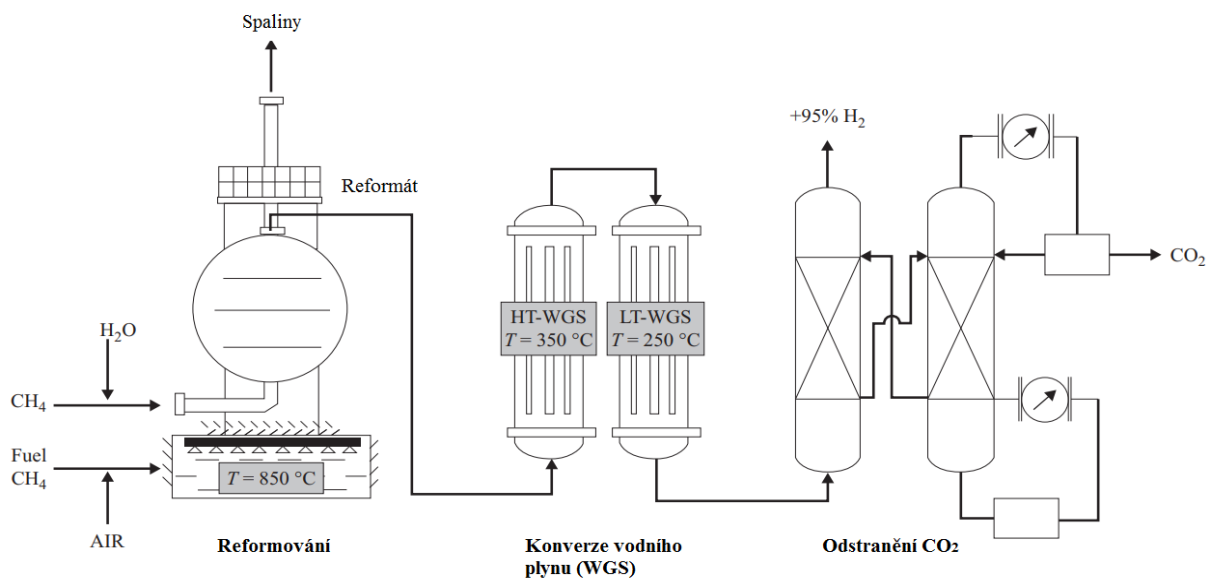 Spaliny
Reformát
H₂O
CH₄
Fuel
CH₄
AIR
T = 850 °C
Reformování
HT-WGS
T = 350 °C
LT-WGS
T = 250 °C
Konverze vodního
plynu (WGS)
+95% H₂
CO₂
Odstranění CO₂